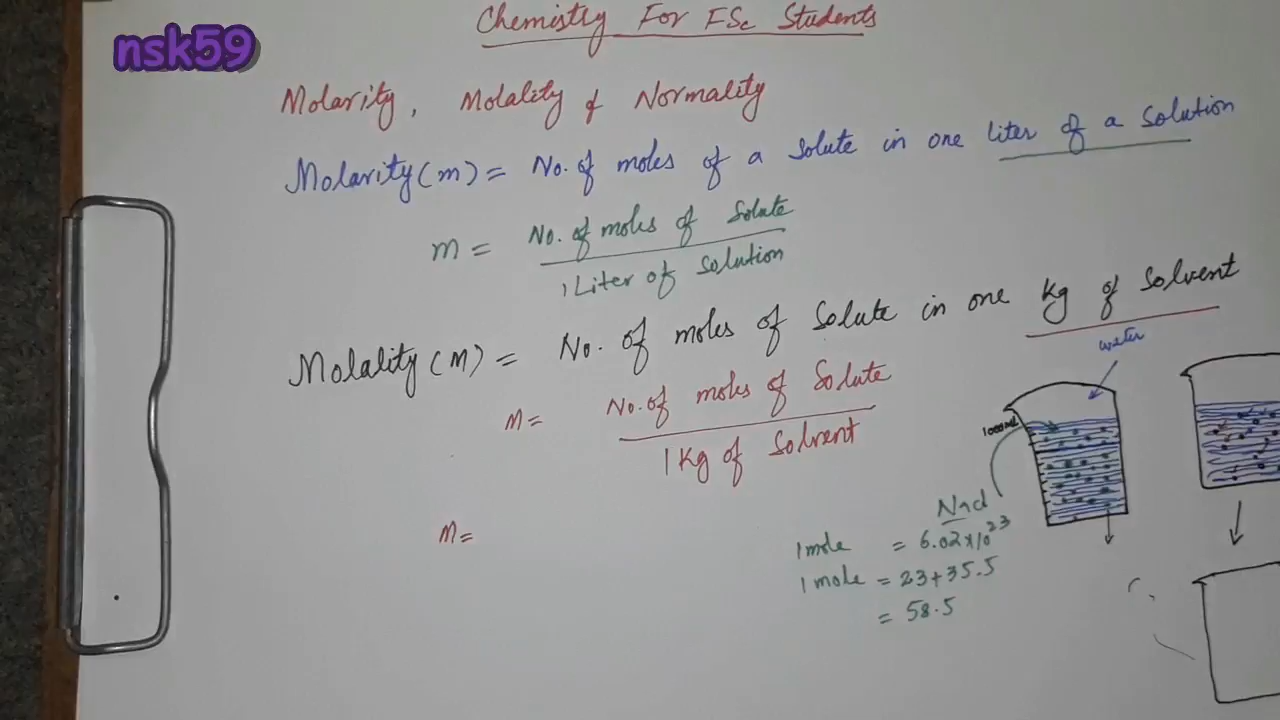 Chemistry For FSc Students
nsk59
Molarity, Molality & Normality
Molarity (m) = No. of moles of a Solute in one liter of a Solution
m = No. of moles of Solute
1 Liter of Solution
Molality (M) = No. of moles of Solute in one Kg of Solvent
water
M = No. of moles of Solute
1 Kg of Solvent
1000mL
NaCl
M =
1 mole = 6.02×10^23
1 mole = 23+35.5
= 58.5